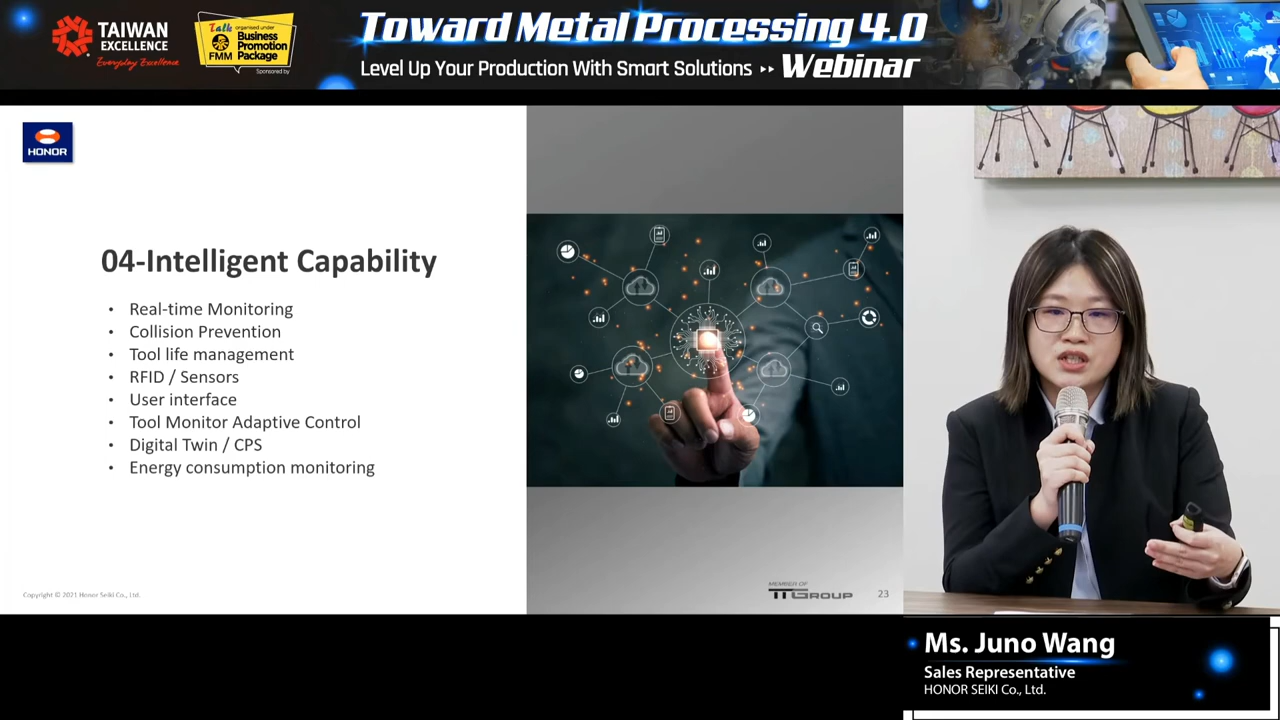 TAIWAN
EXCELLENCE
Everyday Excellence
Talk organised under
FMM
Business
Promotion
Package
Sponsored by
Toward Metal Processing 4.0
Level Up Your Production With Smart Solutions Webinar
HONOR
04-Intelligent Capability
• Real-time Monitoring
• Collision Prevention
• Tool life management
• RFID / Sensors
• User interface
• Tool Monitor Adaptive Control
• Digital Twin / CPS
• Energy consumption monitoring
Copyright © 2021 Honor Seiki Co., Ltd.
MEMBER OF
TTGROUP
23
Ms. Juno Wang
Sales Representative
HONOR SEIKI Co., Ltd.